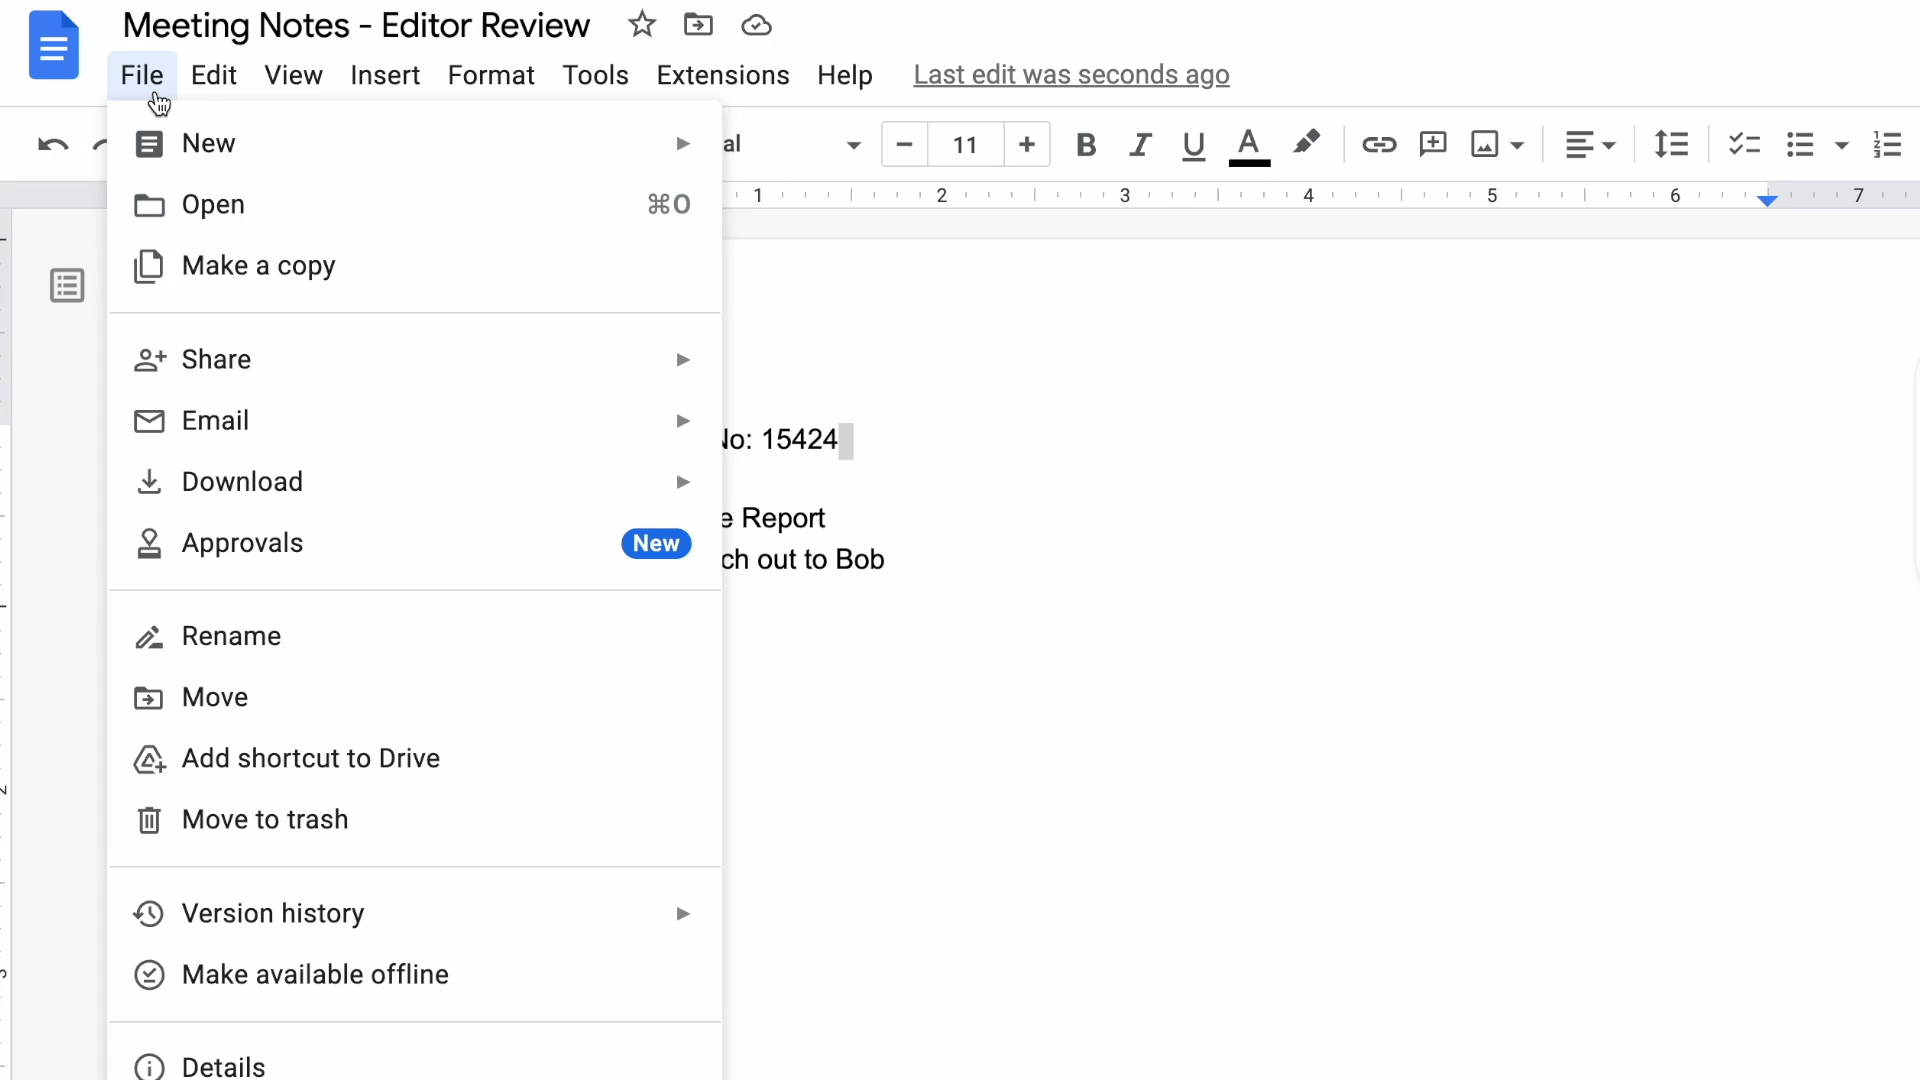 Meeting Notes - Editor Review
File Edit View Insert Format Tools Extensions Help Last edit was seconds ago
New
Open ⌘O
Make a copy
Share
Email
Download
Approvals New
Rename
Move
Add shortcut to Drive
Move to trash
Version history
Make available offline
Details
al
11
1 2 3 4 5 6 7
No: 15424
e Report
ch out to Bob